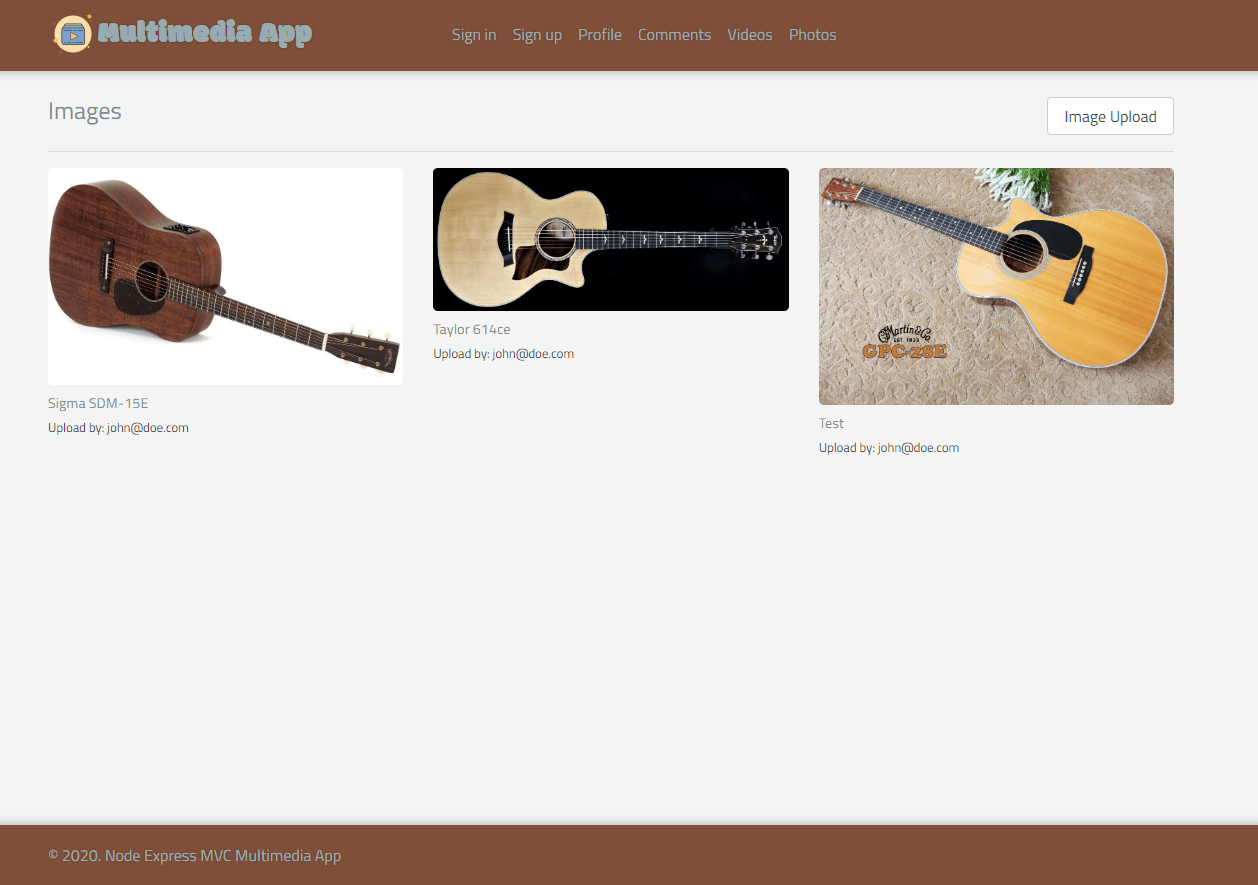 Multimedia App
Sign in Sign up Profile Comments Videos Photos
Images
Image Upload
Sigma SDM-15E
Upload by: john@doe.com
Taylor 614ce
Upload by: john@doe.com
Martin & Co
EST. 1833
GPC-28E
Test
Upload by: john@doe.com
© 2020. Node Express MVC Multimedia App